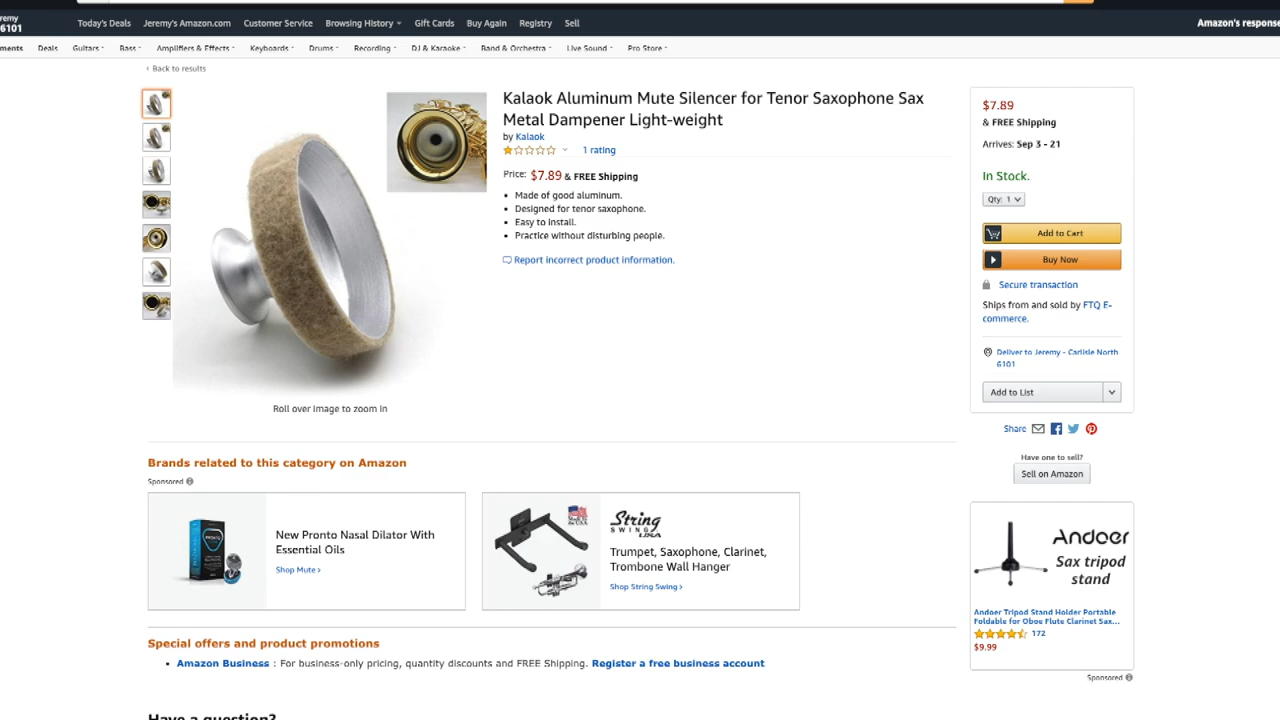 eremy
6101
Today's Deals Jeremy's Amazon.com Customer Service Browsing History Gift Cards Buy Again Registry Sell
Amazon's respons
ments Deals Guitars Bass Amplifiers & Effects Keyboards Drums Recording DJ & Karaoke Band & Orchestra Live Sound Pro Store
‹ Back to results
Kalaok Aluminum Mute Silencer for Tenor Saxophone Sax
Metal Dampener Light-weight
by Kalaok
1 rating
Price: $7.89 & FREE Shipping
• Made of good aluminum.
• Designed for tenor saxophone.
• Easy to install.
• Practice without disturbing people.
Report incorrect product information.
Roll over image to zoom in
$7.89
& FREE Shipping
Arrives: Sep 3 - 21
In Stock.
Qty: 1
Add to Cart
Buy Now
Secure transaction
Ships from and sold by FTQ E-
commerce.
Deliver to Jeremy - Carlisle North
6101
Add to List
Share
Have one to sell?
Sell on Amazon
Brands related to this category on Amazon
Sponsored
New Pronto Nasal Dilator With
Essential Oils
Shop Mute ›
String
SWING
USA
Trumpet, Saxophone, Clarinet,
Trombone Wall Hanger
Shop String Swing ›
Andoer
Sax tripod
stand
Andoer Tripod Stand Holder Portable
Foldable for Oboe Flute Clarinet Sax...
172
$9.99
Sponsored
Special offers and product promotions
• Amazon Business : For business-only pricing, quantity discounts and FREE Shipping. Register a free business account
Have a question?